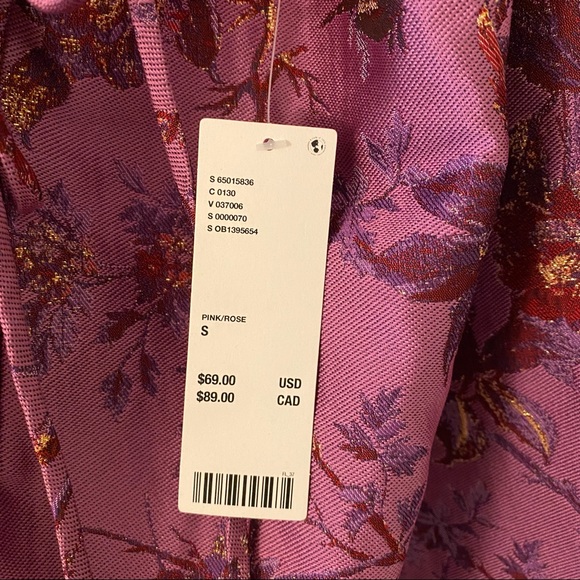 S 65015836
C 0130
V 037006
S 0000070
S OB1395654
PINK/ROSE
S
$69.00 USD
$89.00 CAD